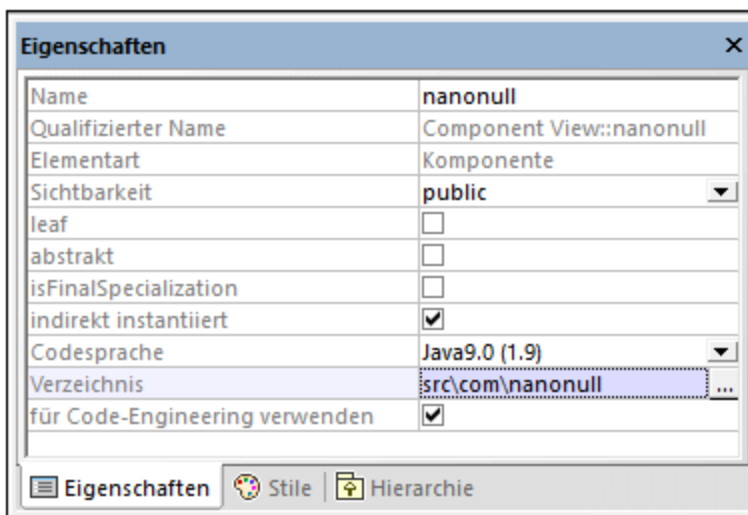 Eigenschaften
Name nanonull
Qualifizierter Name Component View::nanonull
Elementart Komponente
Sichtbarkeit public
leaf
abstrakt
isFinalSpecialization
indirekt instantiiert
Codesprache Java9.0 (1.9)
Verzeichnis src\com\nanonull ...
für Code-Engineering verwenden
Eigenschaften Stile Hierarchie